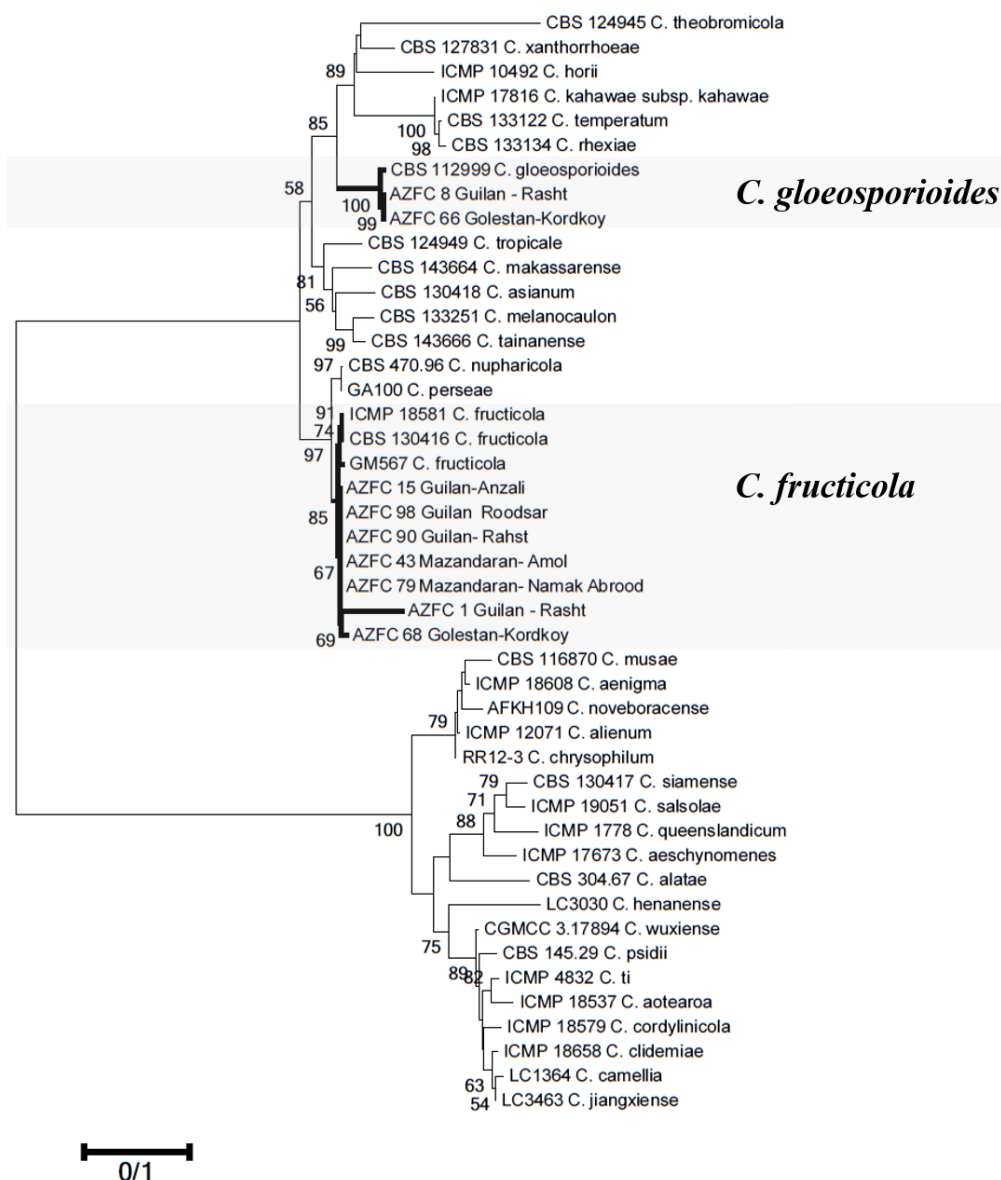 CBS 124945 C. theobromicola
CBS 127831 C. xanthorrhoeae
89
ICMP 10492 C. horii
ICMP 17816 C. kahawae subsp. kahawae
85
CBS 133122 C. temperatum
100
98
CBS 133134 C. rhexiae
CBS 112999 C. gloeosporioides
58
AZFC 8 Guilan - Rasht
C. gloeosporioides
100
99
AZFC 66 Golestan-Kordkoy
CBS 124949 C. tropicale
CBS 143664 C. makassarense
81
CBS 130418 C. asianum
56
CBS 133251 C. melanocaulon
99
CBS 143666 C. tainanense
97
CBS 470.96 C. nupharicola
GA100 C. perseae
91
ICMP 18581 C. fructicola
74
CBS 130416 C. fructicola
97
GM567 C. fructicola
AZFC 15 Guilan-Anzali
C. fructicola
85
AZFC 98 Guilan Roodsar
AZFC 90 Guilan- Rahst
AZFC 43 Mazandaran- Amol
67
AZFC 79 Mazandaran- Namak Abrood
AZFC 1 Guilan - Rasht
69
AZFC 68 Golestan-Kordkoy
CBS 116870 C. musae
ICMP 18608 C. aenigma
AFKH109 C. noveboracense
79
ICMP 12071 C. alienum
RR12-3 C. chrysophilum
79
CBS 130417 C. siamense
71
ICMP 19051 C. salsolae
88
ICMP 1778 C. queenslandicum
100
ICMP 17673 C. aeschynomenes
CBS 304.67 C. alatae
LC3030 C. henanense
CGMCC 3.17894 C. wuxiense
75
CBS 145.29 C. psidii
89
82
ICMP 4832 C. ti
ICMP 18537 C. aotearoa
ICMP 18579 C. cordylinicola
ICMP 18658 C. clidemiae
63
LC1364 C. camellia
54
LC3463 C. jiangxiense
0/1